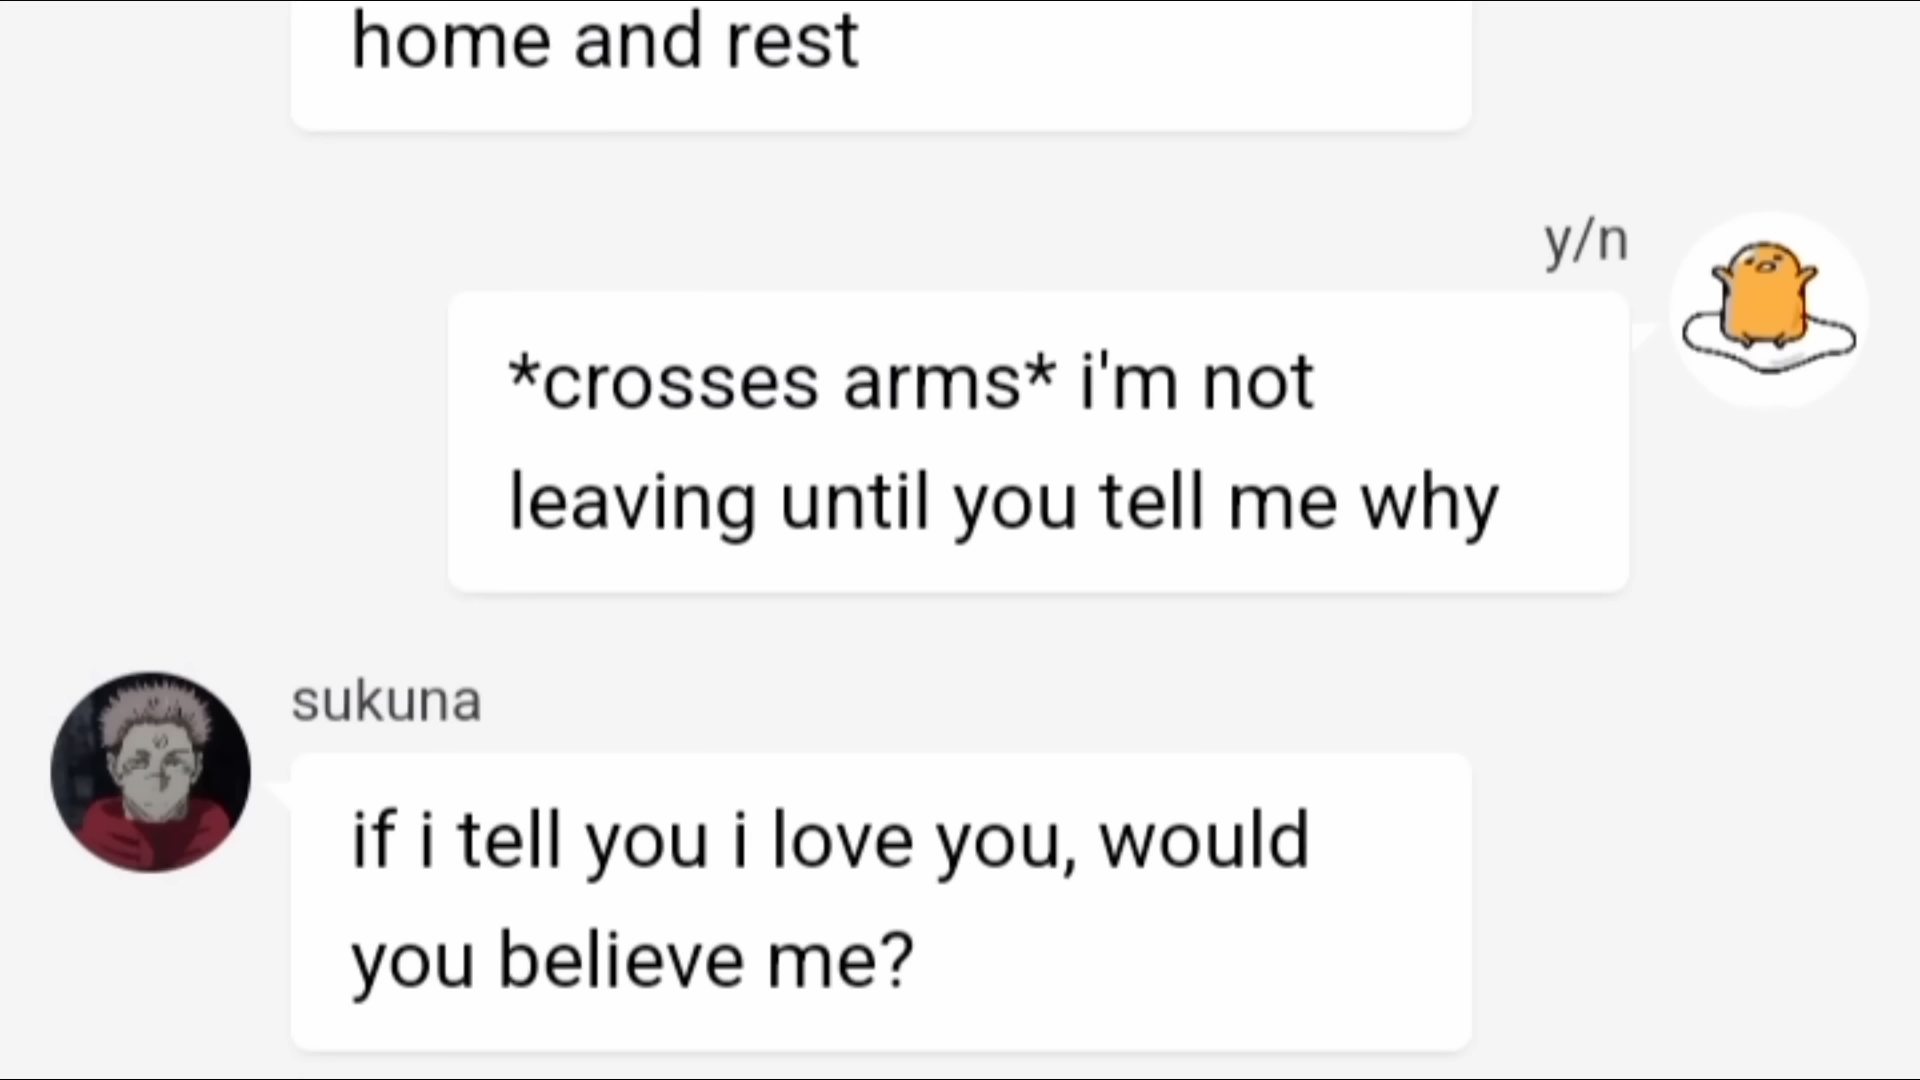 home and rest
y/n
*crosses arms* i'm not
leaving until you tell me why
sukuna
if i tell you i love you, would
you believe me?